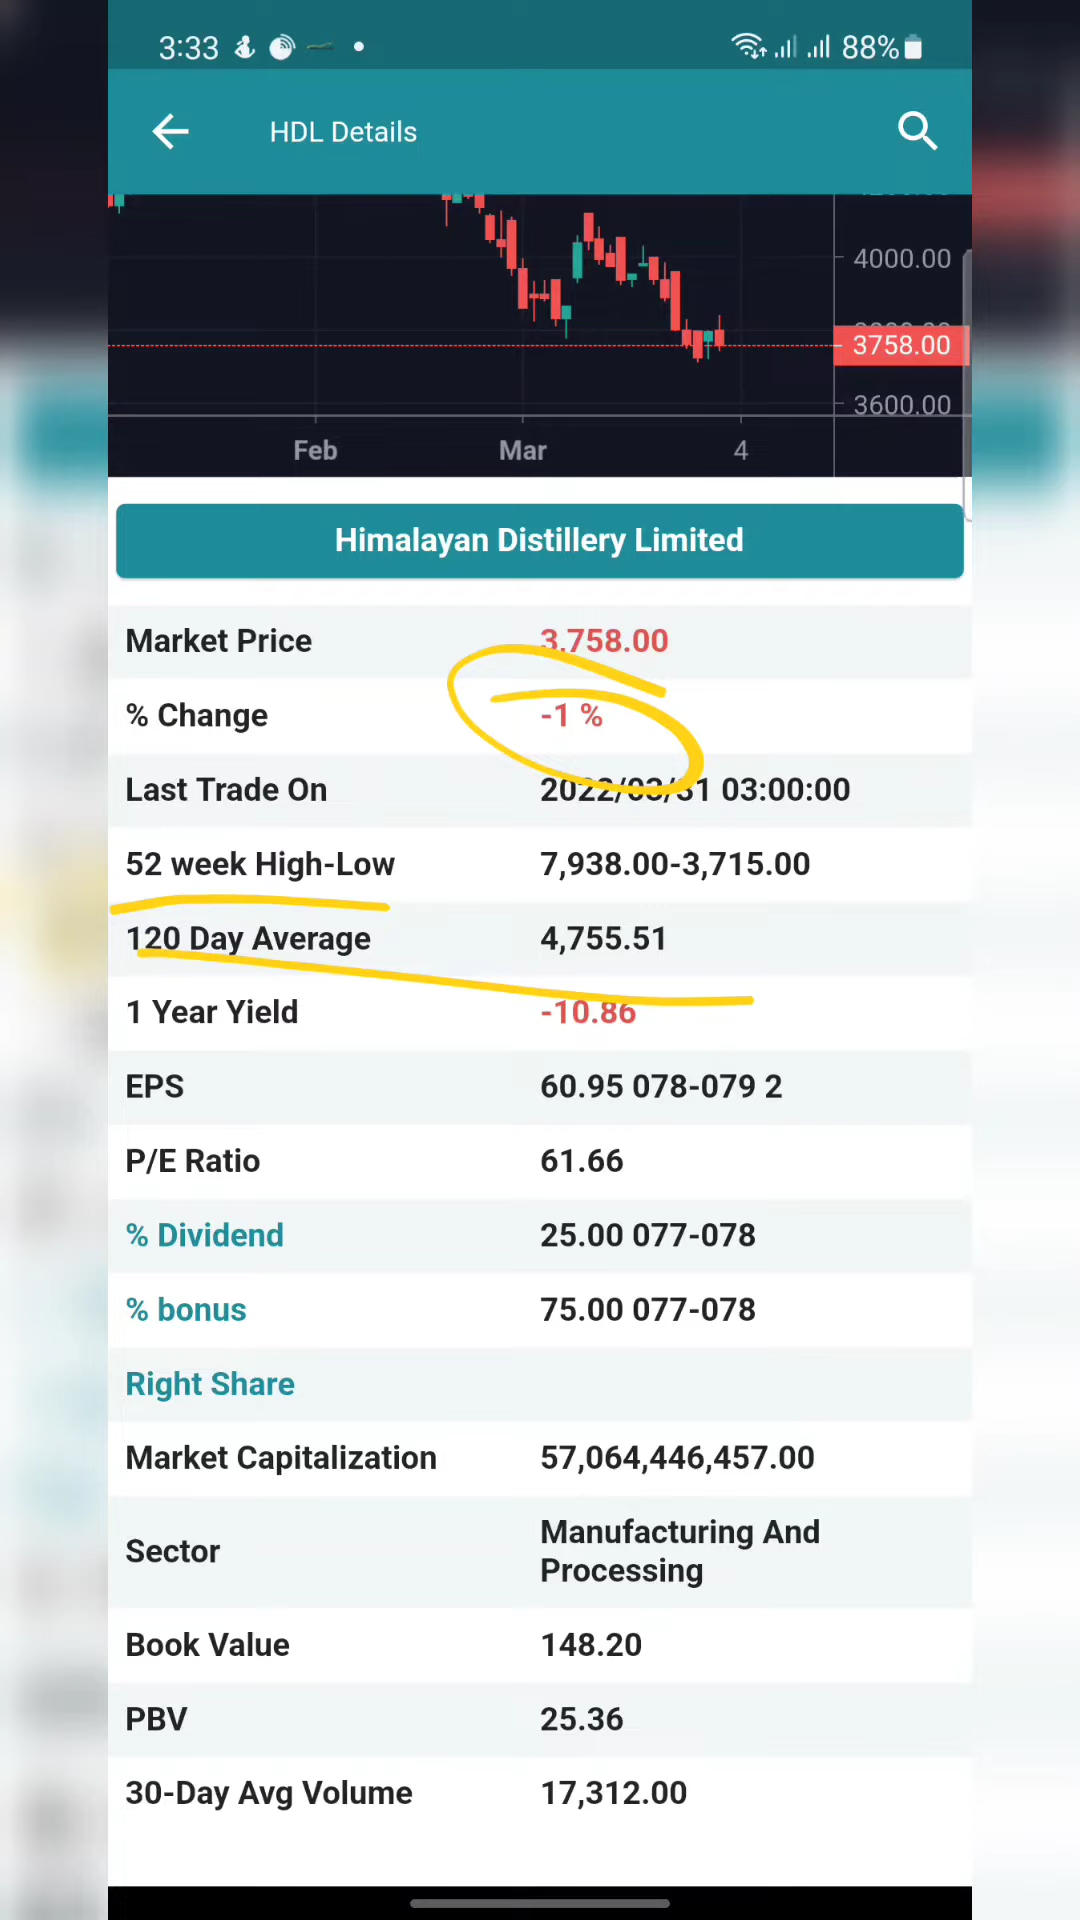 3:33
88%
HDL Details
4000.00
3758.00
3600.00
Feb
Mar
4
Himalayan Distillery Limited
Market Price 3,758.00
% Change -1 %
Last Trade On 2022/03/31 03:00:00
52 week High-Low 7,938.00-3,715.00
120 Day Average 4,755.51
1 Year Yield -10.86
EPS 60.95 078-079 2
P/E Ratio 61.66
% Dividend 25.00 077-078
% bonus 75.00 077-078
Right Share
Market Capitalization 57,064,446,457.00
Sector Manufacturing And
Processing
Book Value 148.20
PBV 25.36
30-Day Avg Volume 17,312.00